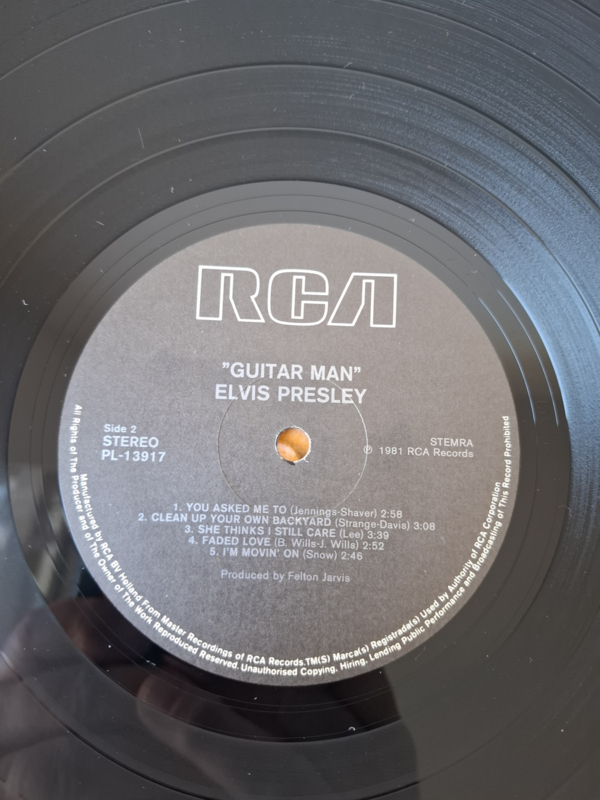 RCA
"GUITAR MAN"
ELVIS PRESLEY
Side 2
STEREO
PL-13917
STEMRA
℗ 1981 RCA Records
1. YOU ASKED ME TO (Jennings-Shaver) 2:58
2. CLEAN UP YOUR OWN BACKYARD (Strange-Davis) 3:08
3. SHE THINKS I STILL CARE (Lee) 3:39
4. FADED LOVE (B. Wills-J. Wills) 2:52
5. I'M MOVIN' ON (Snow) 2:46
Produced by Felton Jarvis
Manufactured by RCA BV Holland From Master Recordings of RCA Records.TM(S) Marca(s) Registrada(s) Used by Authority of RCA Corporation
All Rights of The Producer and of The Owner of The Work Reproduced Reserved.Unauthorised Copying, Hiring, Lending Public Performance and Broadcasting of This Record Prohibited